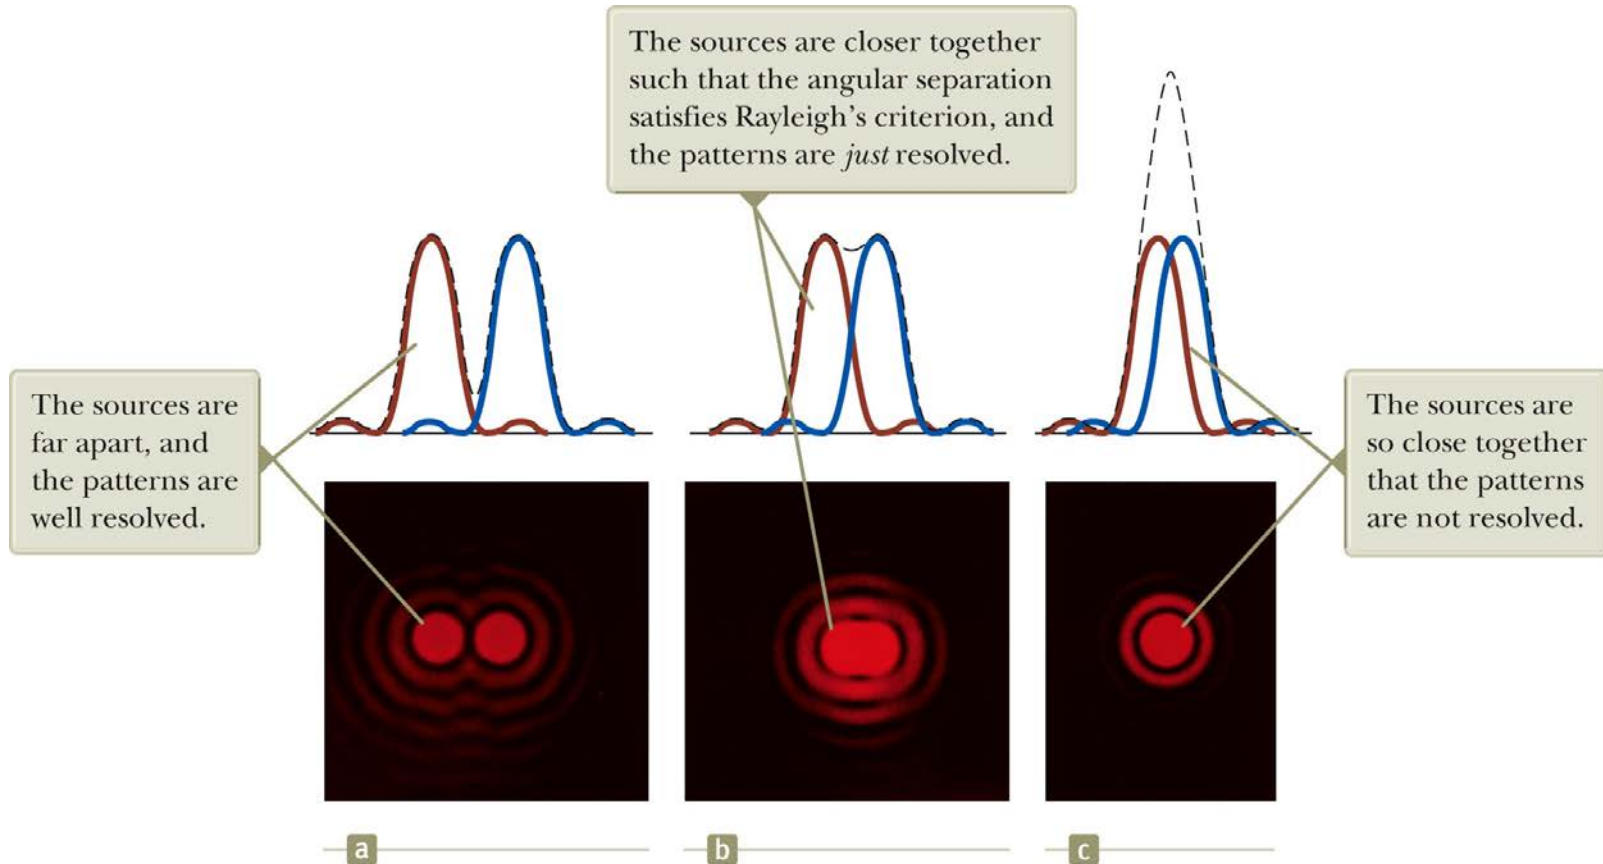 The sources are closer together
such that the angular separation
satisfies Rayleigh’s criterion, and
the patterns are just resolved.
The sources are
far apart, and
the patterns are
well resolved.
The sources are
so close together
that the patterns
are not resolved.
a
b
c